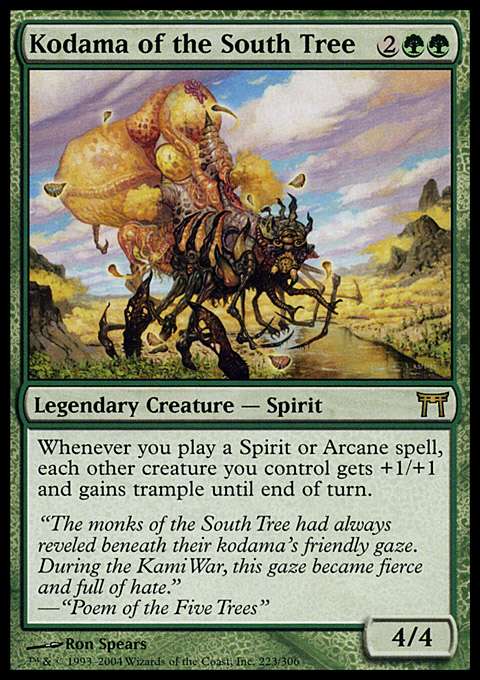 Kodama of the South Tree 2
Legendary Creature — Spirit
Whenever you play a Spirit or Arcane spell,
each other creature you control gets +1/+1
and gains trample until end of turn.
“The monks of the South Tree had always
reveled beneath their kodama’s friendly gaze.
During the Kami War, this gaze became fierce
and full of hate.”
—“Poem of the Five Trees”
4/4
Ron Spears
™ & © 1993–2004 Wizards of the Coast, Inc. 223/306